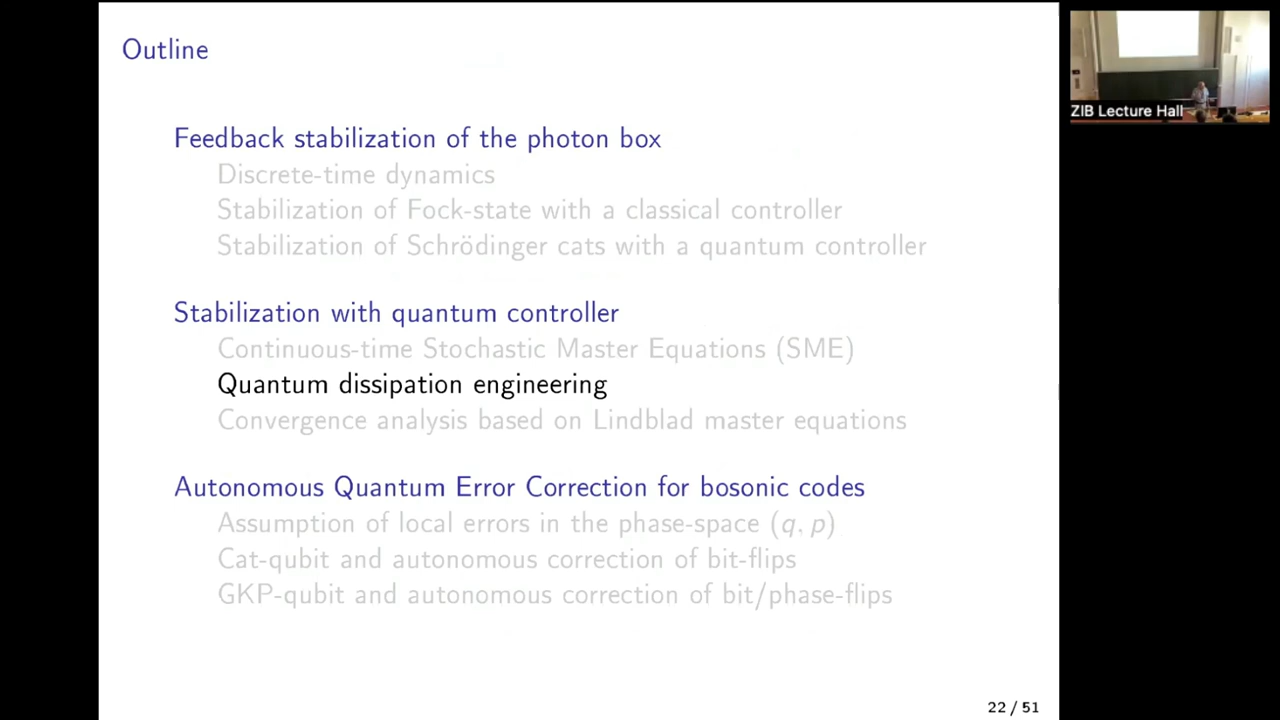 Outline
Feedback stabilization of the photon box
Discrete-time dynamics
Stabilization of Fock-state with a classical controller
Stabilization of Schrödinger cats with a quantum controller
Stabilization with quantum controller
Continuous-time Stochastic Master Equations (SME)
Quantum dissipation engineering
Convergence analysis based on Lindblad master equations
Autonomous Quantum Error Correction for bosonic codes
Assumption of local errors in the phase-space (q, p)
Cat-qubit and autonomous correction of bit-flips
GKP-qubit and autonomous correction of bit/phase-flips
22 / 51
ZIB Lecture Hall